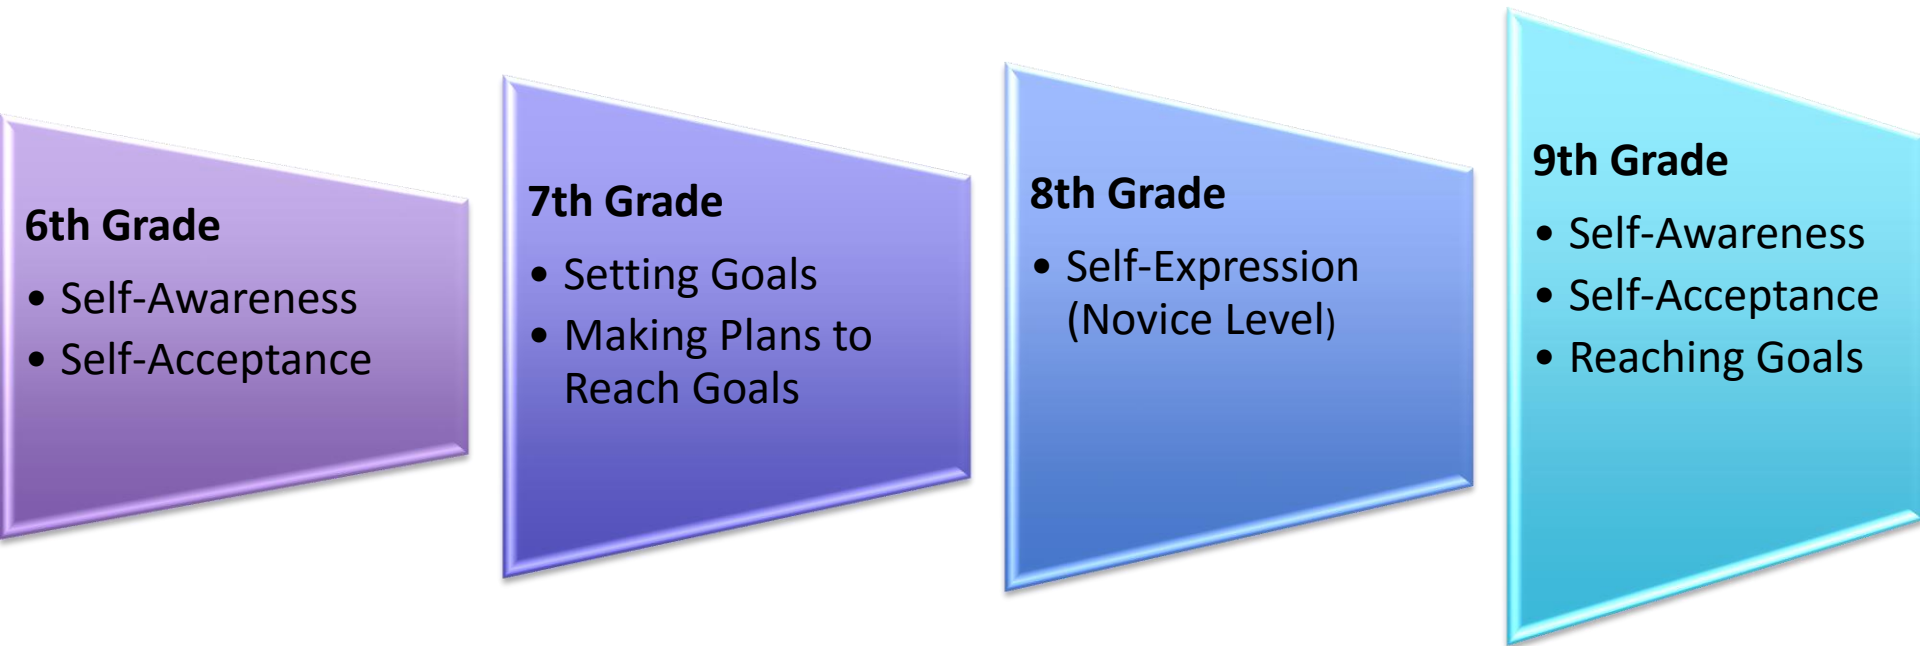 6th Grade
• Self-Awareness
• Self-Acceptance
7th Grade
• Setting Goals
• Making Plans to
Reach Goals
8th Grade
• Self-Expression
(Novice Level)
9th Grade
• Self-Awareness
• Self-Acceptance
• Reaching Goals